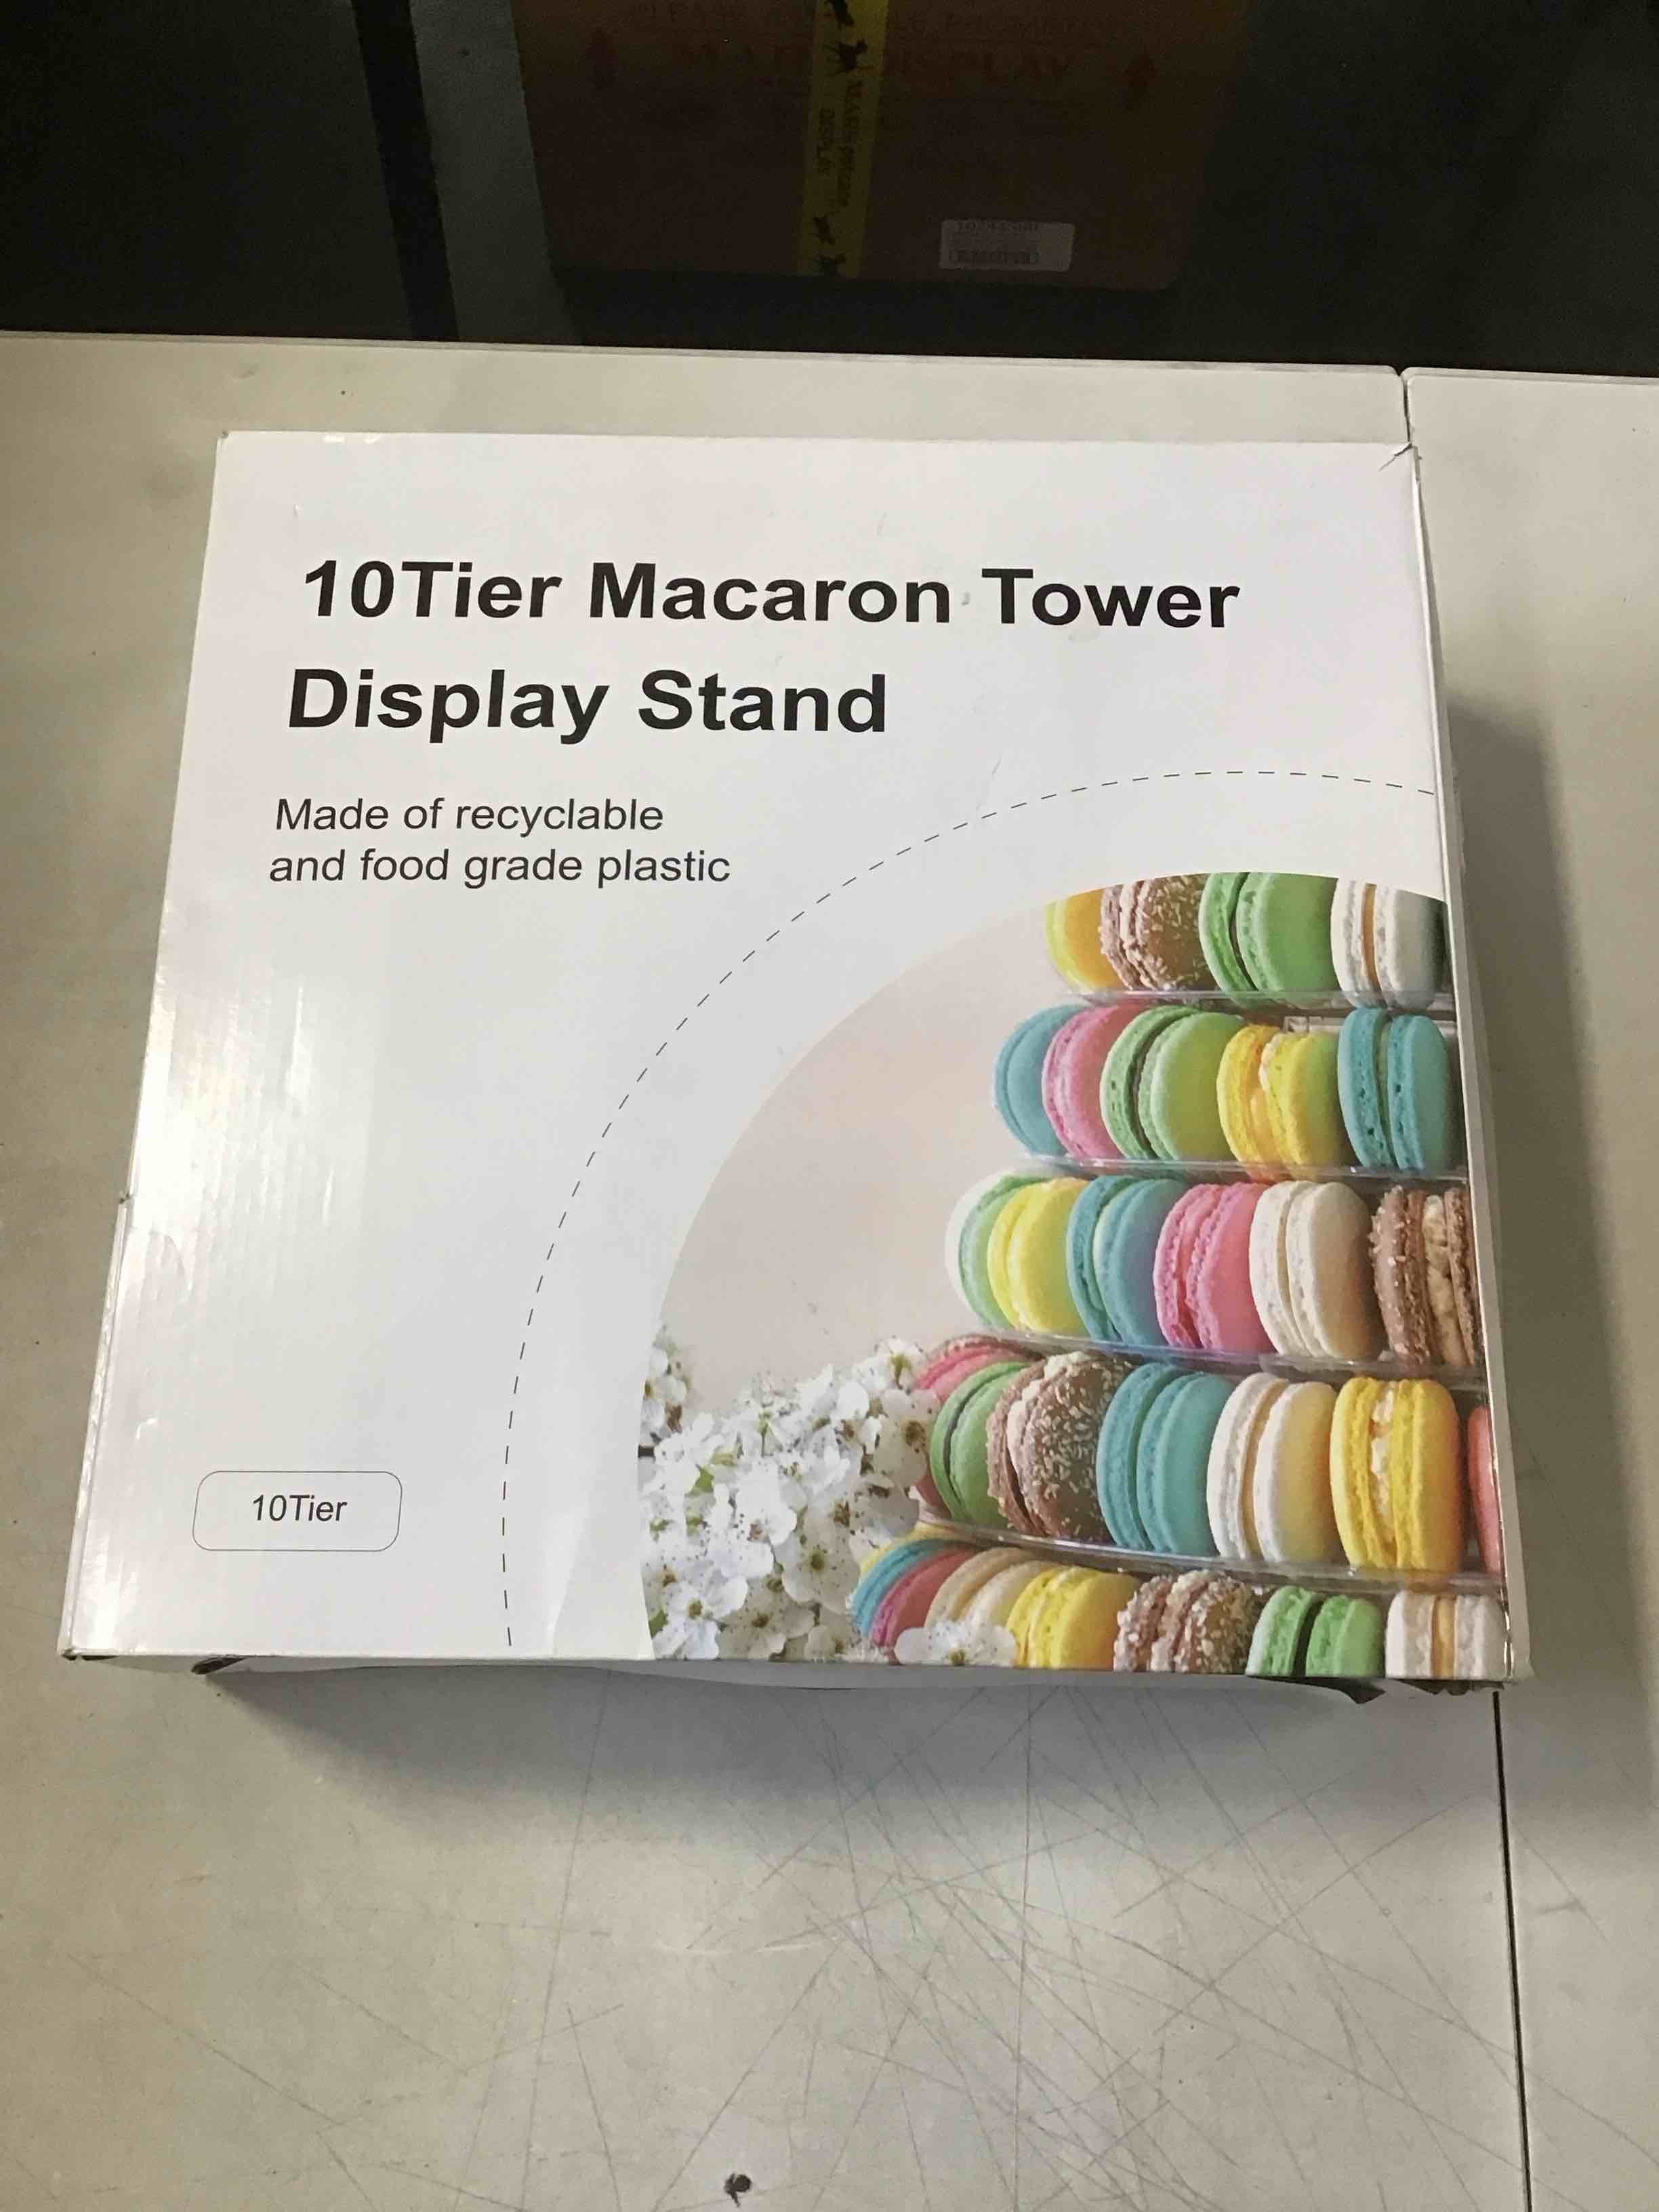 10Tier Macaron Tower
Display Stand
Made of recyclable
and food grade plastic
10Tier